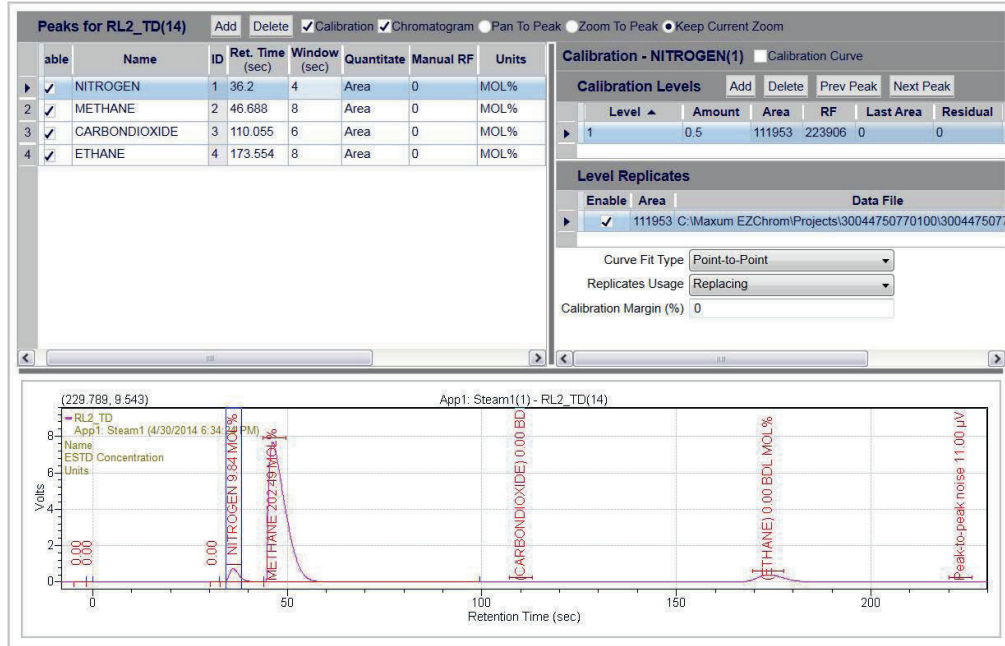 Peaks for RL2_TD(14) Add Delete Calibration Chromatogram Pan To Peak Zoom To Peak Keep Current Zoom
able Name ID Ret. Time (sec) Window (sec) Quantitate Manual RF Units
NITROGEN 1 36.2 4 Area 0 MOL%
2 METHANE 2 46.688 8 Area 0 MOL%
3 CARBONDIOXIDE 3 110.055 6 Area 0 MOL%
4 ETHANE 4 173.554 8 Area 0 MOL%
Calibration - NITROGEN(1) Calibration Curve
Calibration Levels Add Delete Prev Peak Next Peak
Level Amount Area RF Last Area Residual
1 0.5 111953 223906 0 0
Level Replicates
Enable Area Data File
111953 C:\Maxum EZChrom\Projects\30044750770100\3004475077
Curve Fit Type Point-to-Point
Replicates Usage Replacing
Calibration Margin (%) 0
(229.789, 9.543) App1: Steam1(1) - RL2_TD(14)
RL2_TD
App1: Steam1 (4/30/2014 6:34:24 PM)
Name
ESTD Concentration
Units
Volts
8
6
4
2
0
0.00
0.00
0.00
NITROGEN 9.84 MOL%
METHANE 202.49 MOL%
(CARBONDIOXIDE) 0.00 BD
(ETHANE) 0.00 BDL MOL%
Peak-to-peak noise 11.00 µV
0 50 100 150 200
Retention Time (sec)